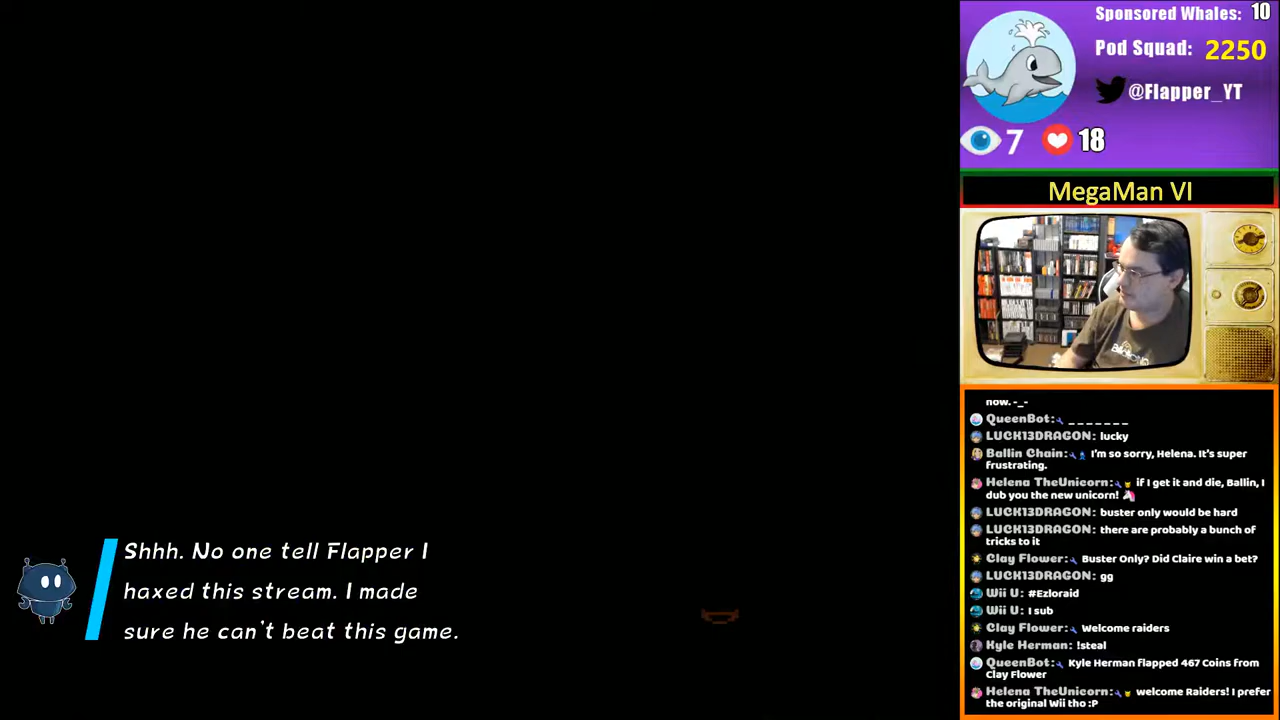 Sponsored Whales: 10
Pod Squad: 2250
@Flapper_YT
7 18
MegaMan VI
now. -_-
QueenBot: _ _ _ _ _ _ _
LUCK13DRAGON: lucky
Ballin Chain: I'm so sorry, Helena. It's super
frustrating.
Helena TheUnicorn: if I get it and die, Ballin, I
dub you the new unicorn! 🦄
LUCK13DRAGON: buster only would be hard
LUCK13DRAGON: there are probably a bunch of
tricks to it
Clay Flower: Buster Only? Did Claire win a bet?
LUCK13DRAGON: gg
Wii U: #Ezloraid
Wii U: I sub
Clay Flower: Welcome raiders
Kyle Herman: !steal
QueenBot: Kyle Herman flapped 467 Coins from
Clay Flower
Helena TheUnicorn: welcome Raiders! I prefer
the original Wii tho :P
Shhh. No one tell Flapper I
haxed this stream. I made
sure he can't beat this game.